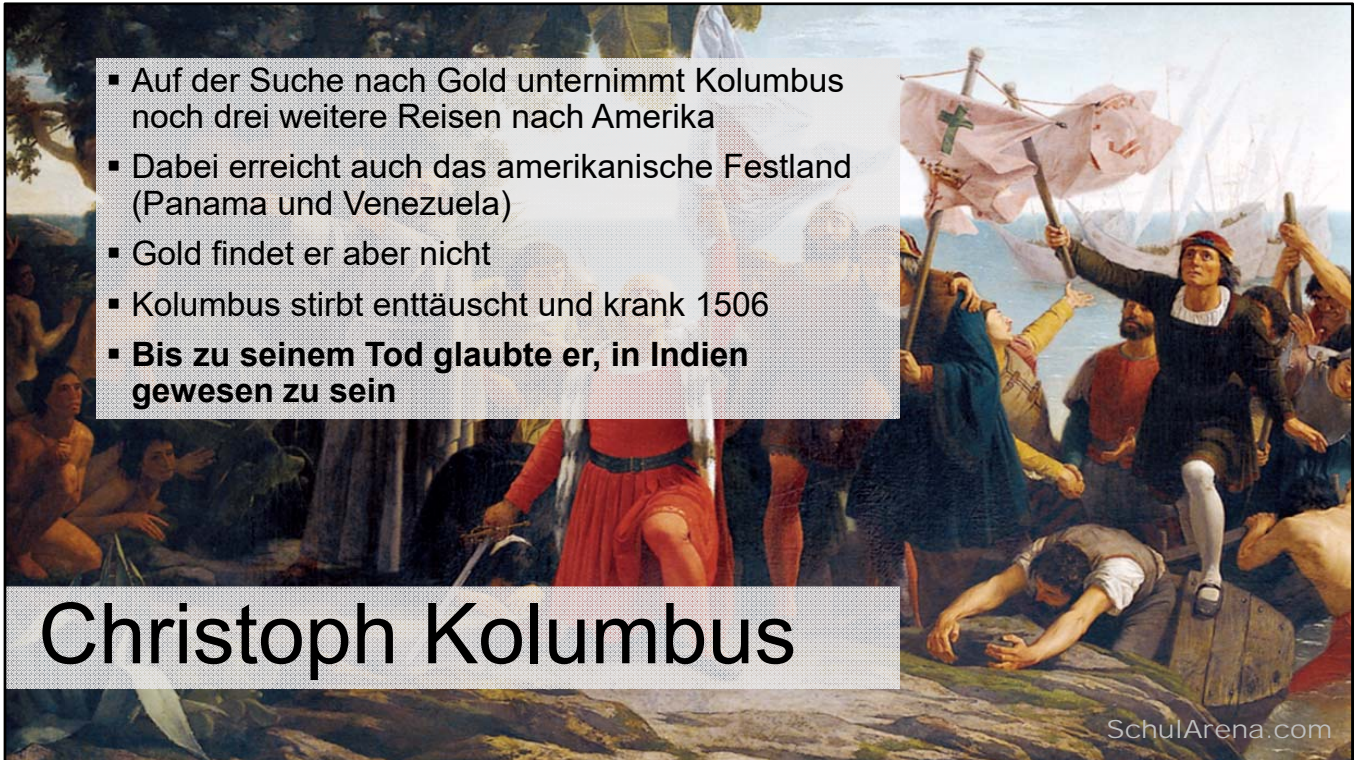 ▪ Auf der Suche nach Gold unternimmt Kolumbus
noch drei weitere Reisen nach Amerika
▪ Dabei erreicht auch das amerikanische Festland
(Panama und Venezuela)
▪ Gold findet er aber nicht
▪ Kolumbus stirbt enttäuscht und krank 1506
▪ Bis zu seinem Tod glaubte er, in Indien
gewesen zu sein
Christoph Kolumbus
SchulArena.com